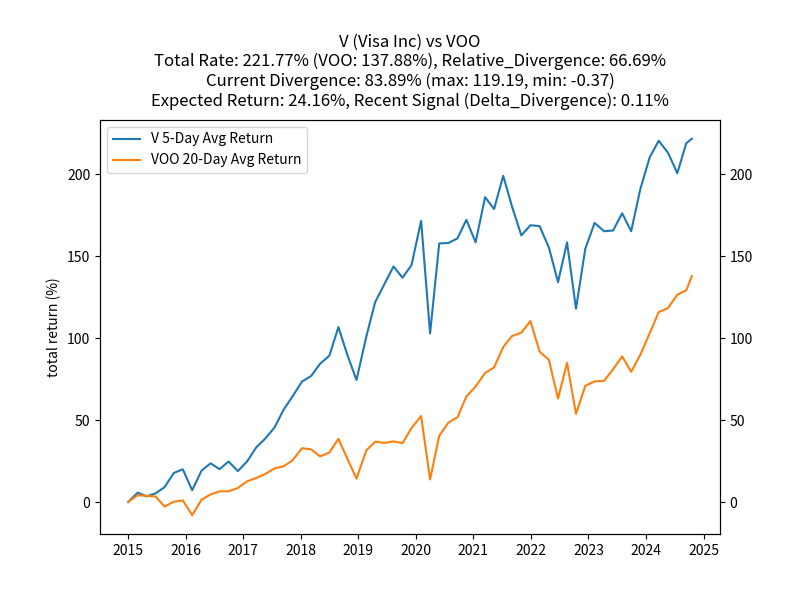 V (Visa Inc) vs VOO
Total Rate: 221.77% (VOO: 137.88%), Relative_Divergence: 66.69%
Current Divergence: 83.89% (max: 119.19, min: -0.37)
Expected Return: 24.16%, Recent Signal (Delta_Divergence): 0.11%
V 5-Day Avg Return
VOO 20-Day Avg Return
total return (%)
200
150
100
50
0
200
150
100
50
0
2015 2016 2017 2018 2019 2020 2021 2022 2023 2024 2025